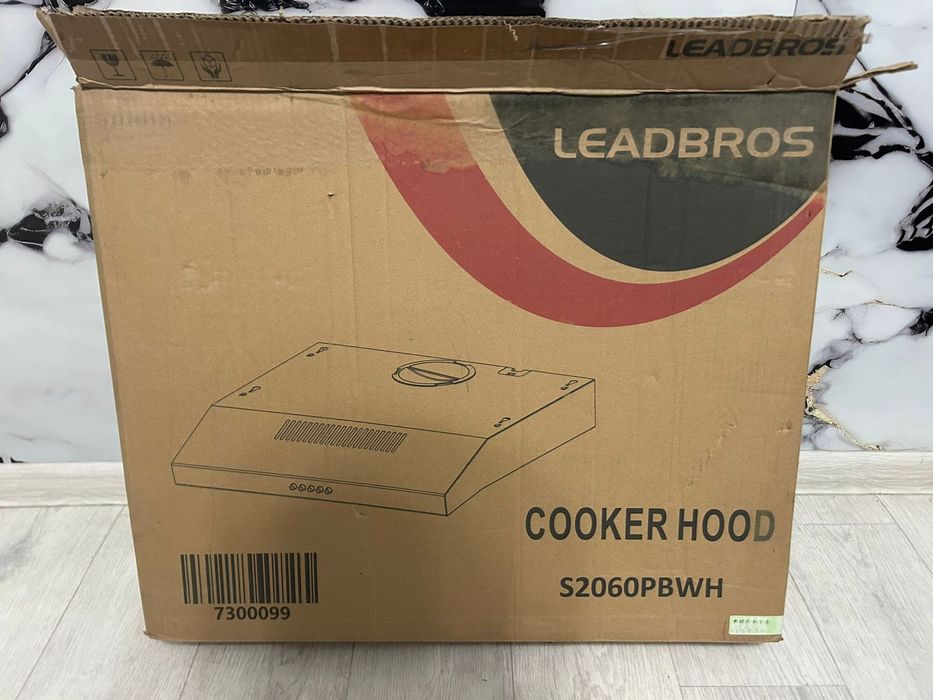 LEADBROS
LEADBROS
COOKER HOOD
S2060PBWH
7300099